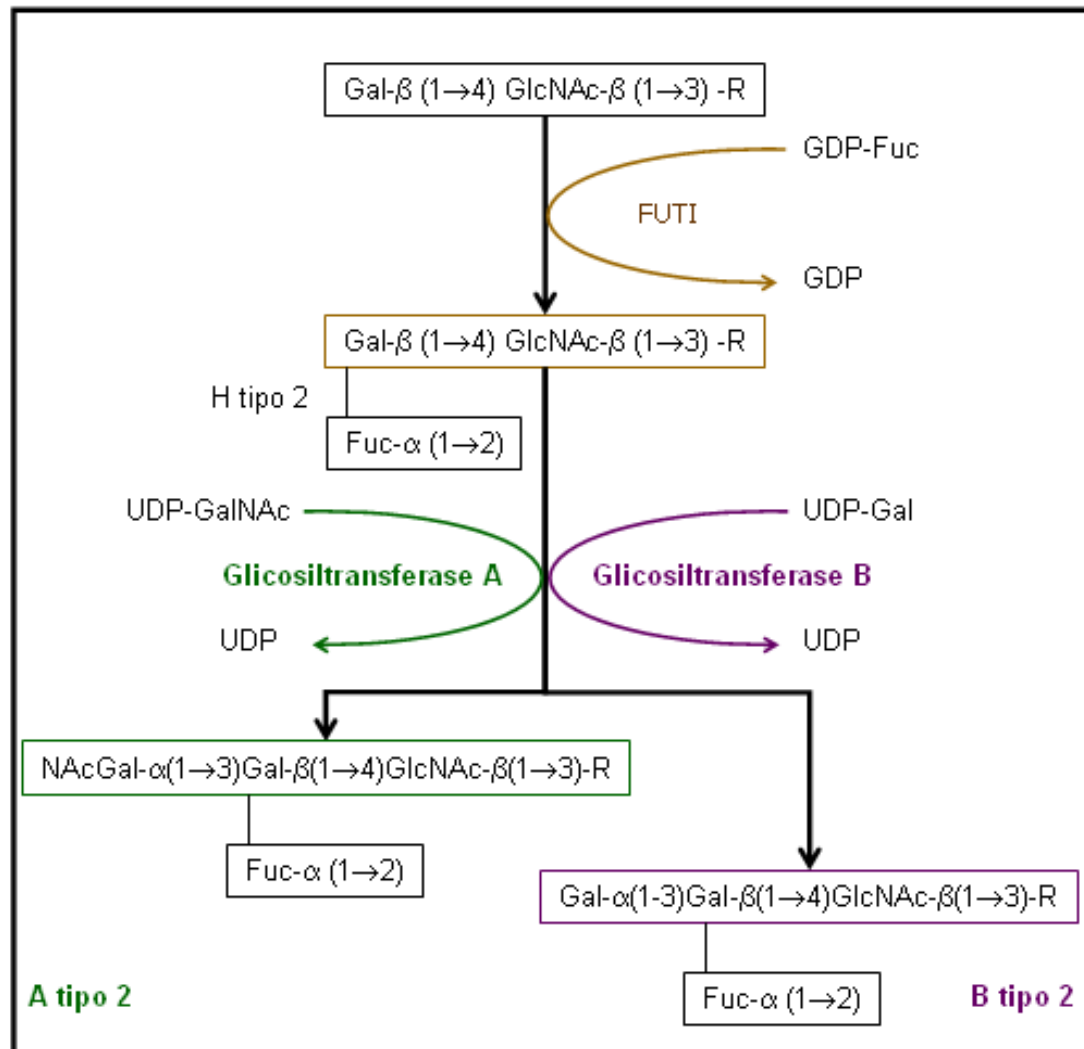 Gal-β (1→4) GlcNAc-β (1→3) -R
GDP-Fuc
FUTI
GDP
Gal-β (1→4) GlcNAc-β (1→3) -R
H tipo 2
Fuc-α (1→2)
UDP-GalNAc
UDP-Gal
Glicosiltransferase A
Glicosiltransferase B
UDP
UDP
NAcGal-α(1→3)Gal-β(1→4)GlcNAc-β(1→3)-R
Fuc-α (1→2)
Gal-α(1-3)Gal-β(1→4)GlcNAc-β(1→3)-R
Fuc-α (1→2)
A tipo 2
B tipo 2